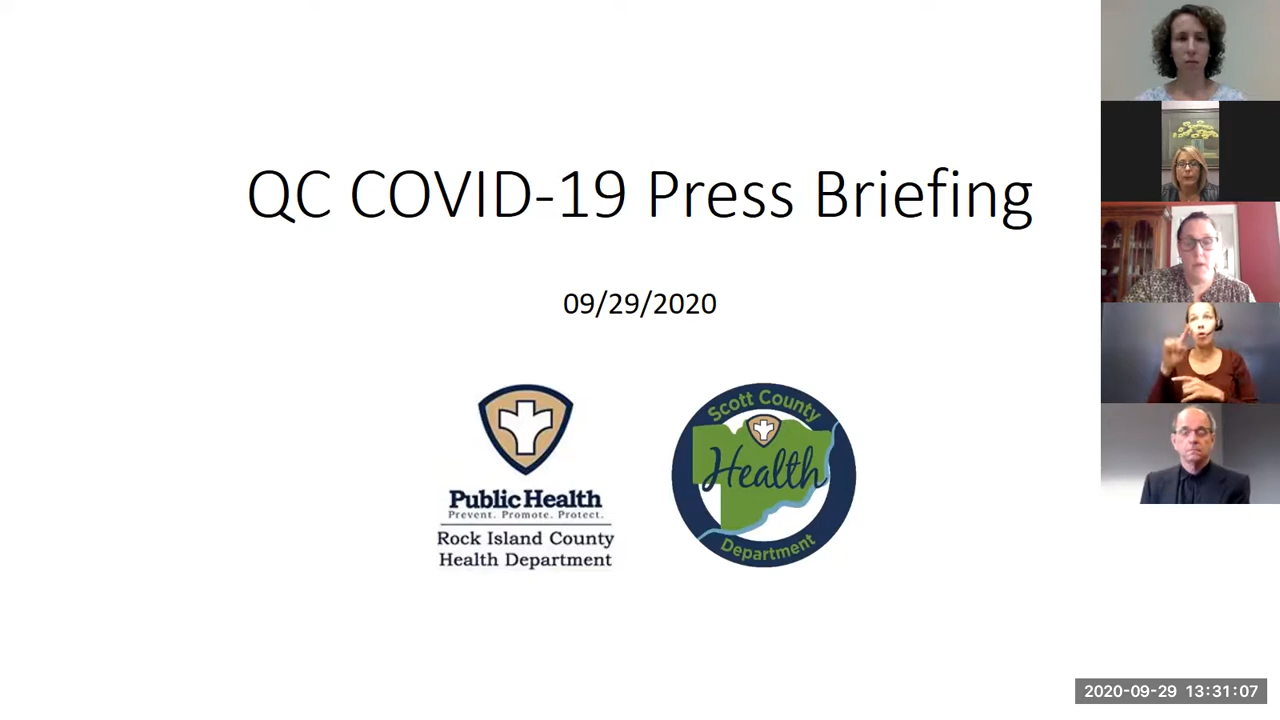 QC COVID-19 Press Briefing
09/29/2020
Public Health
Prevent. Promote. Protect.
Rock Island County
Health Department
Scott County
Health
Department
2020-09-29 13:31:07